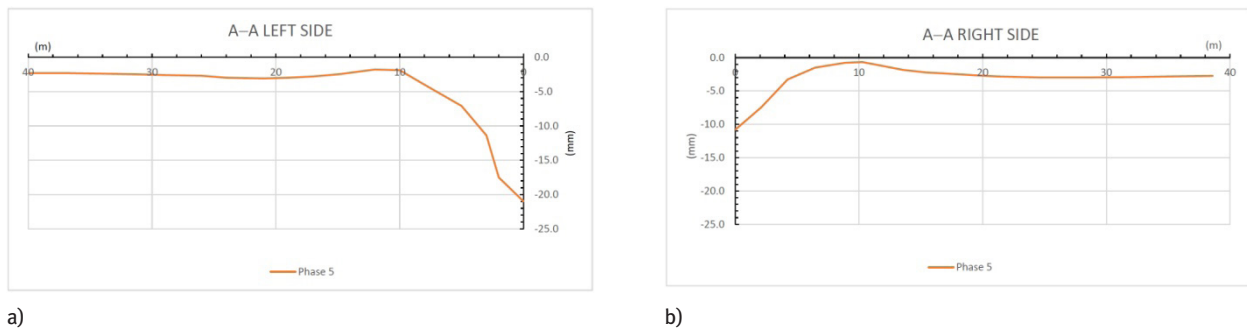 A–A LEFT SIDE
(m)
40 30 20 10 0
0.0
-5.0
-10.0
-15.0
-20.0
-25.0
(mm)
Phase 5
a)
A–A RIGHT SIDE
(m)
0.0
-5.0
-10.0
-15.0
-20.0
-25.0
(mm)
0 10 20 30 40
Phase 5
b)